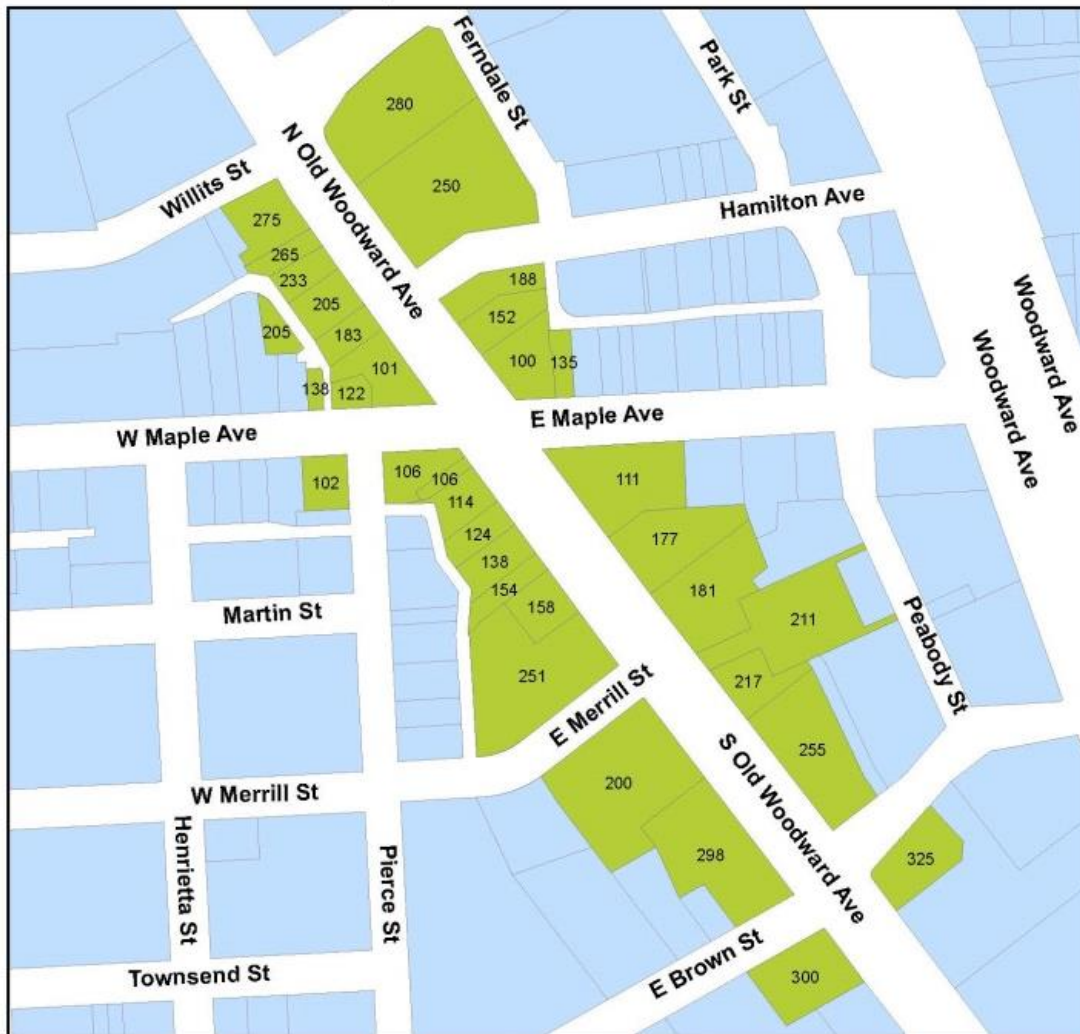 Ferndale St
Park St
280
N Old Woodward Ave
250
Willits St
Hamilton Ave
275
265
233
188
205
205
152
183
100
135
101
138
122
Woodward Ave
Woodward Ave
W Maple Ave
E Maple Ave
102
106
106
111
114
124
177
138
154
181
158
Martin St
211
Peabody St
251
217
E Merrill St
S Old Woodward Ave
255
200
W Merrill St
Henrietta St
Pierce St
298
325
E Brown St
Townsend St
300